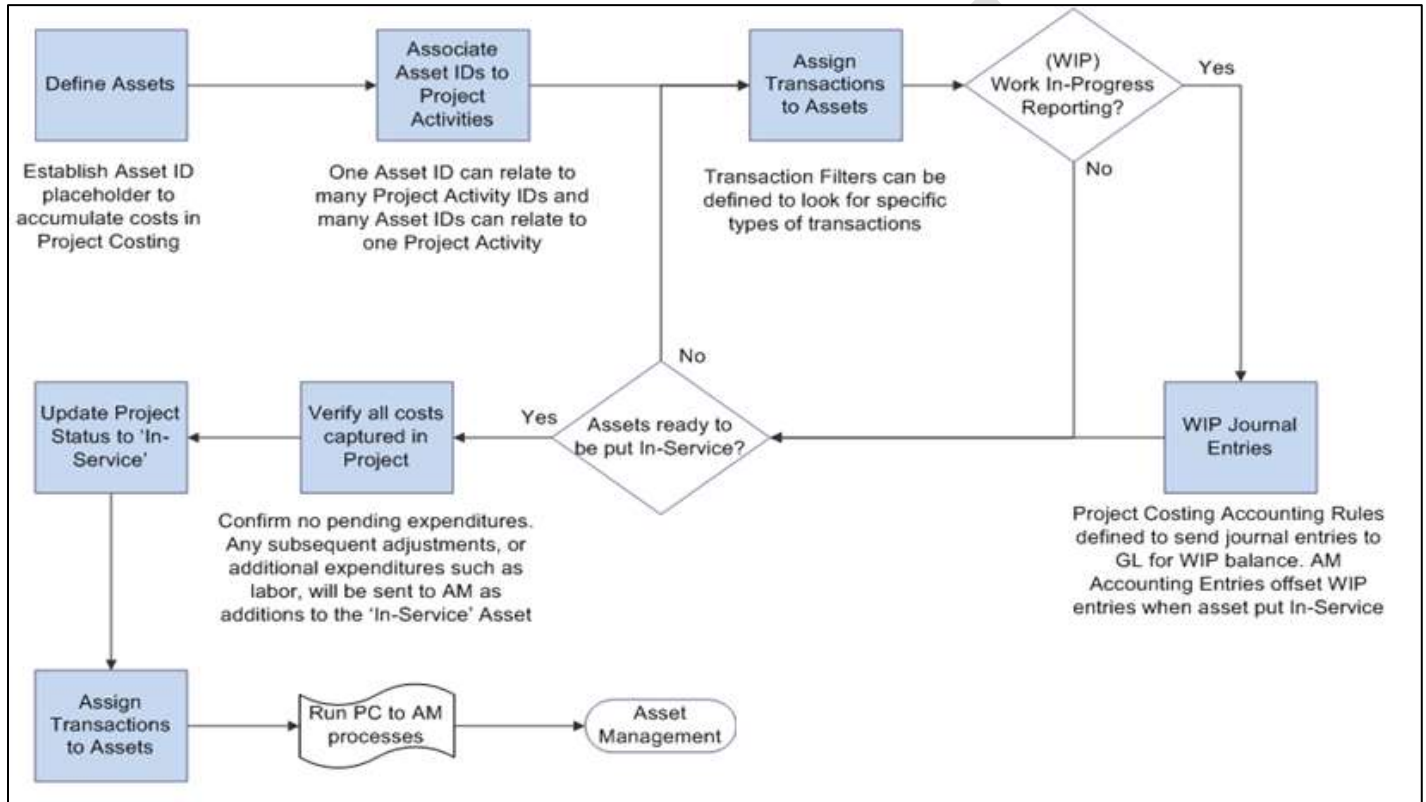 Define Assets
Establish Asset ID
placeholder to
accumulate costs in
Project Costing
Associate
Asset IDs to
Project
Activities
One Asset ID can relate to
many Project Activity IDs and
many Asset IDs can relate to
one Project Activity
Assign
Transactions
to Assets
Transaction Filters can be
defined to look for specific
types of transactions
(WIP)
Work In-Progress
Reporting?
Yes
No
WIP Journal
Entries
Project Costing Accounting Rules
defined to send journal entries to
GL for WIP balance. AM
Accounting Entries offset WIP
entries when asset put In-Service
No
Assets ready to
be put In-Service?
Yes
Verify all costs
captured in
Project
Confirm no pending expenditures.
Any subsequent adjustments, or
additional expenditures such as
labor, will be sent to AM as
additions to the ‘In-Service’ Asset
Update Project
Status to ‘In-
Service’
Assign
Transactions
to Assets
Run PC to AM
processes
Asset
Management